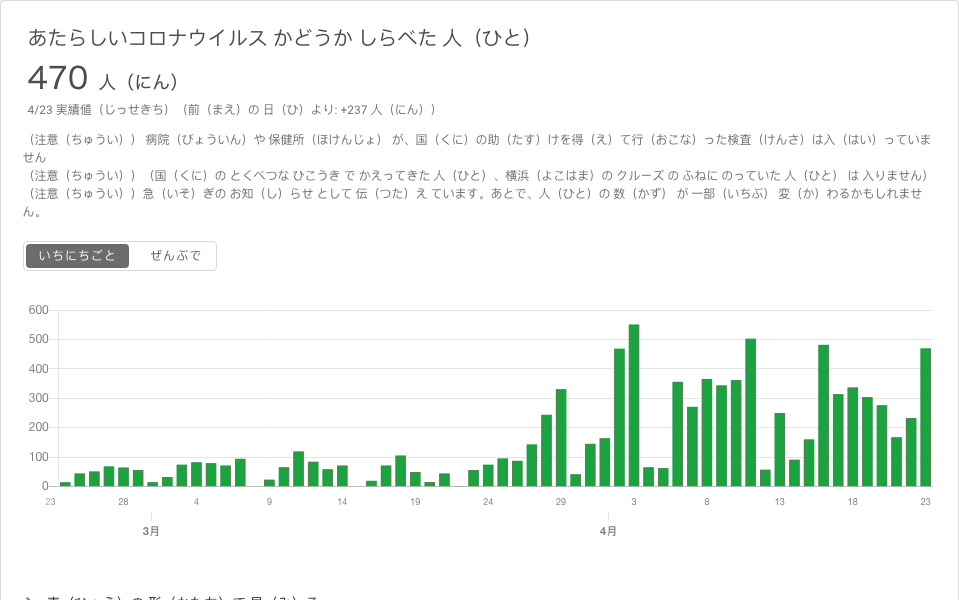 あたらしいコロナウイルス かどうか しらべた 人（ひと）
470 人（にん）
4/23 実績値（じっせきち）（前（まえ）の 日（ひ）より: +237 人（にん））
（注意（ちゅうい）） 病院（びょういん）や 保健所（ほけんじょ） が、国（くに）の助（たす）けを得（え）て行（おこな）った検査（けんさ）は入（はい）っていま
せん
（注意（ちゅうい））（国（くに）の とくべつな ひこうき で かえってきた 人（ひと）、横浜（よこはま）の クルーズ の ふねに のっていた 人（ひと） は 入りません）
（注意（ちゅうい））急（いそ）ぎの お知（し）らせ として 伝（つた）え ています。あとで、人（ひと）の 数（かず） が 一部（いちぶ） 変（か）わるかもしれませ
ん。
いちにちごと ぜんぶで
600
500
400
300
200
100
0
23 28 4 9 14 19 24 29 3 8 13 18 23
3月 4月